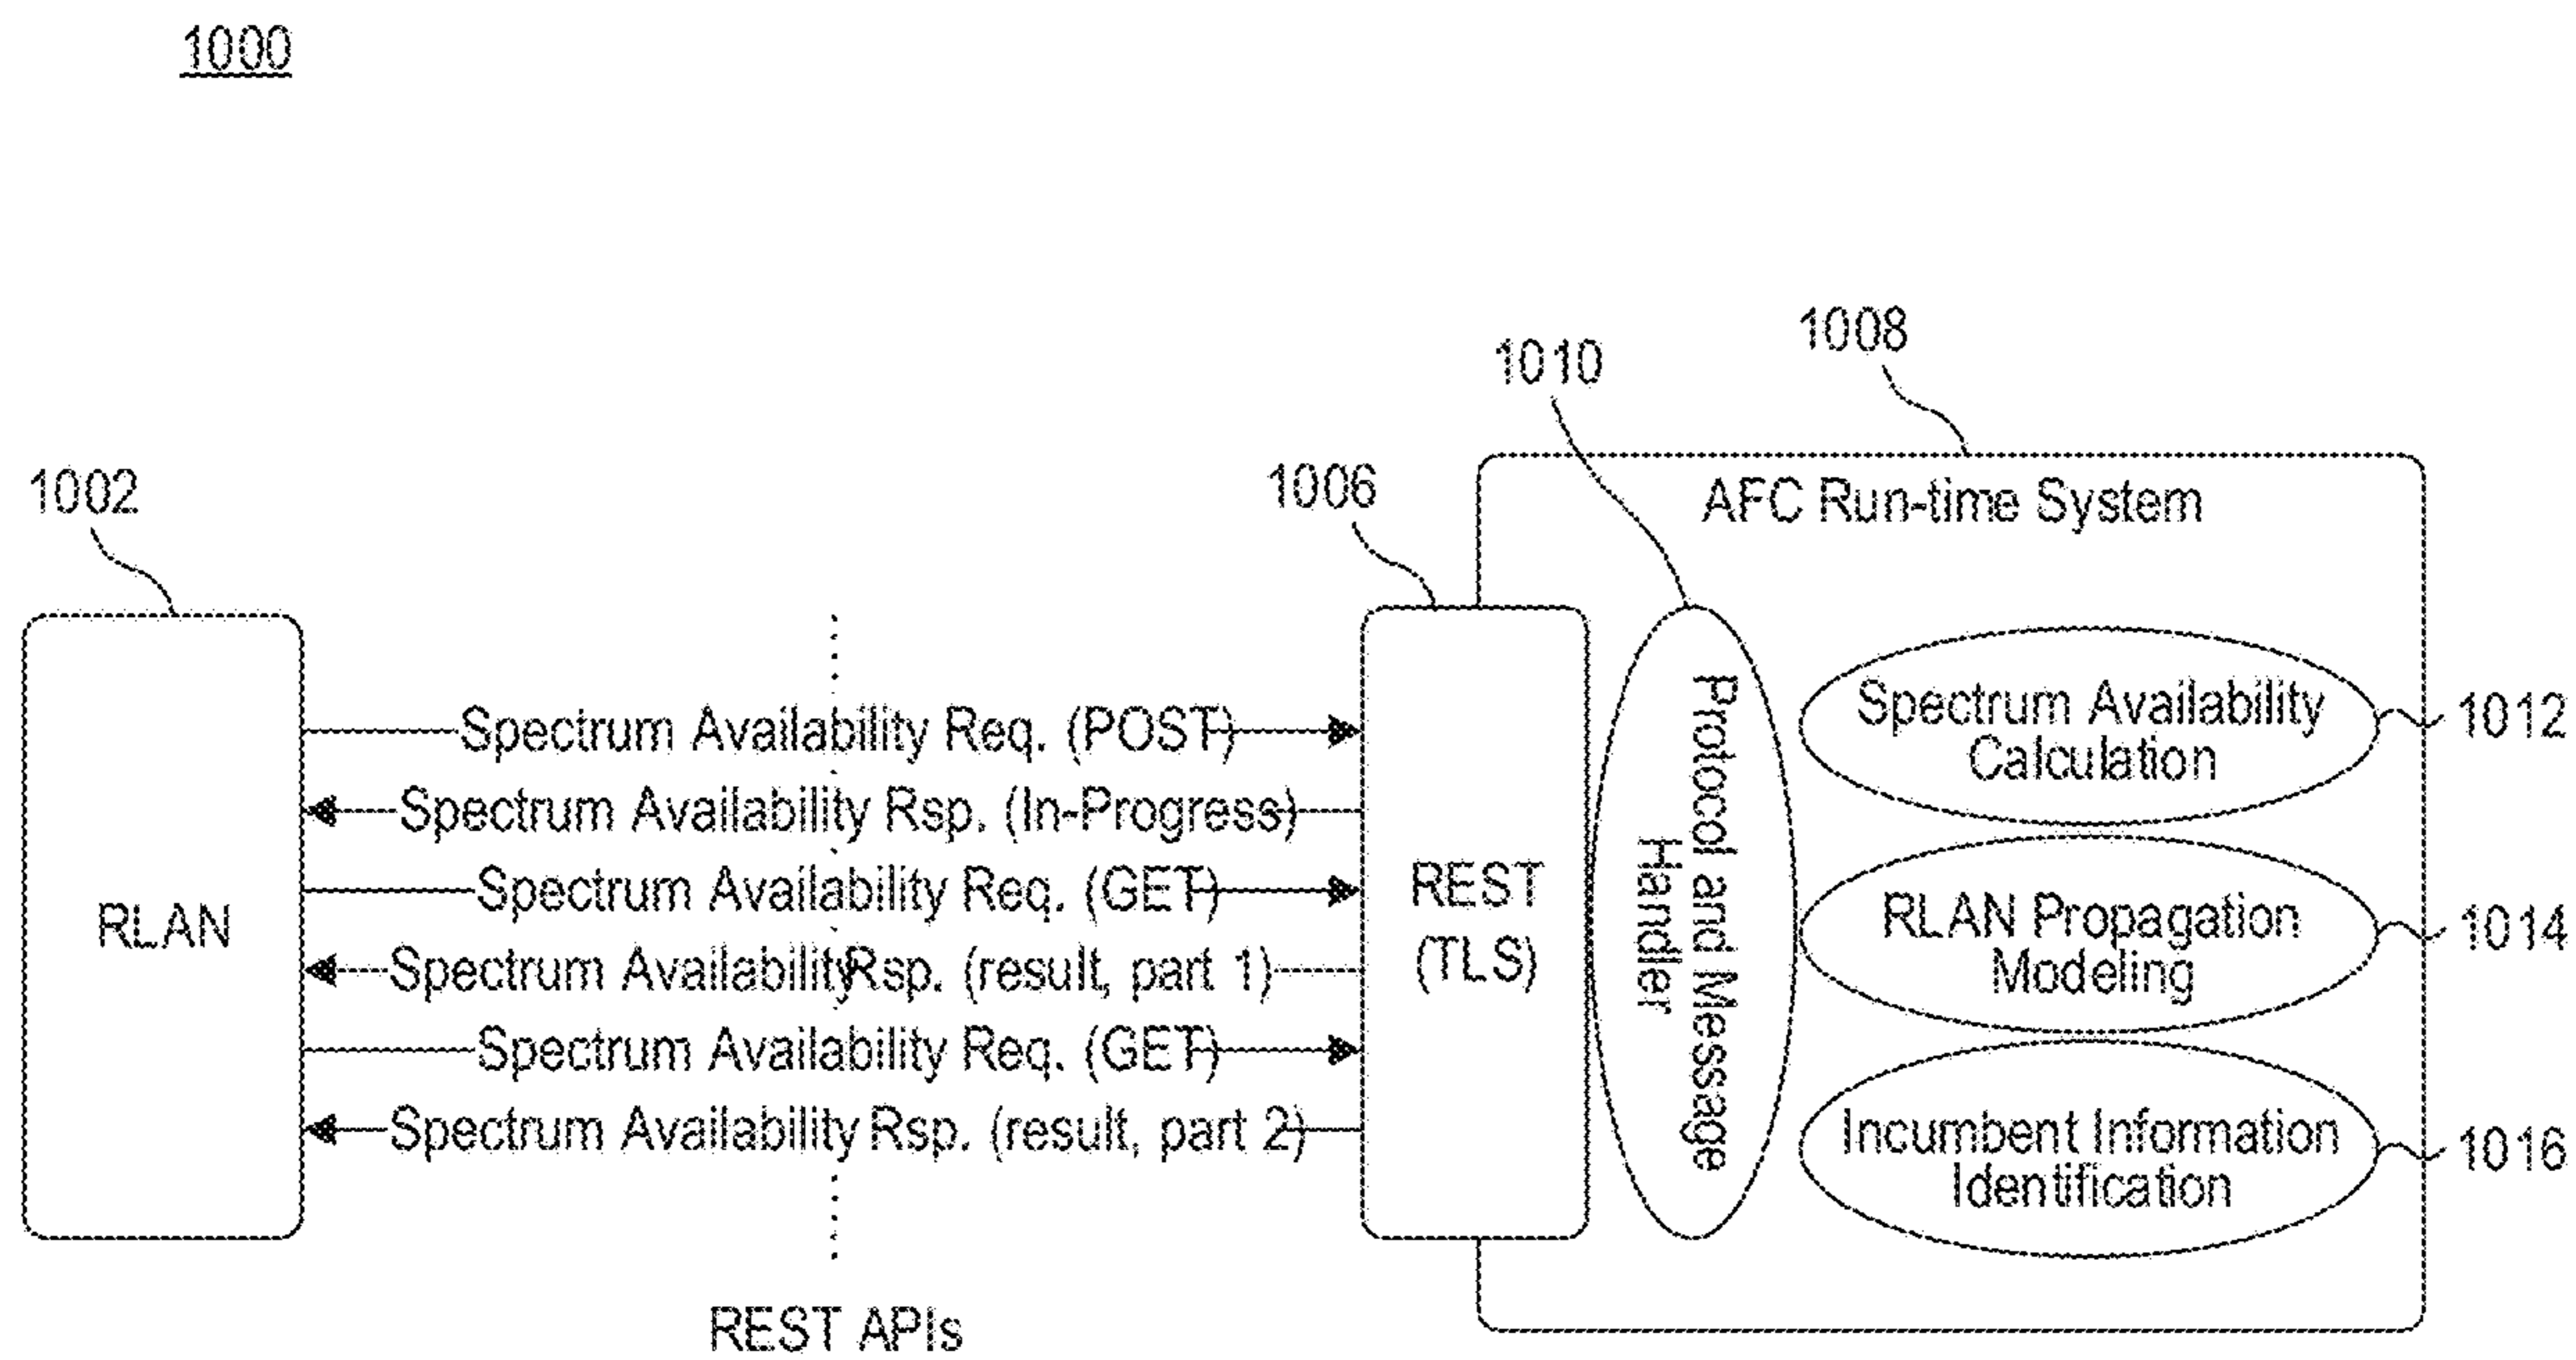 1000
1008
1010
1002
1006
AFC Run-time System
Spectrum Availability Req. (POST)
Spectrum Availability Rsp. (In-Progress)
Spectrum Availability Req. (GET)
Spectrum Availability Rsp. (result, part 1)
Spectrum Availability Req. (GET)
Spectrum Availability Rsp. (result, part 2)
RLAN
REST
(TLS)
Protocol and Message
Handler
Spectrum Availability
Calculation
1012
RLAN Propagation
Modeling
1014
Incumbent Information
Identification
1016
REST APIs